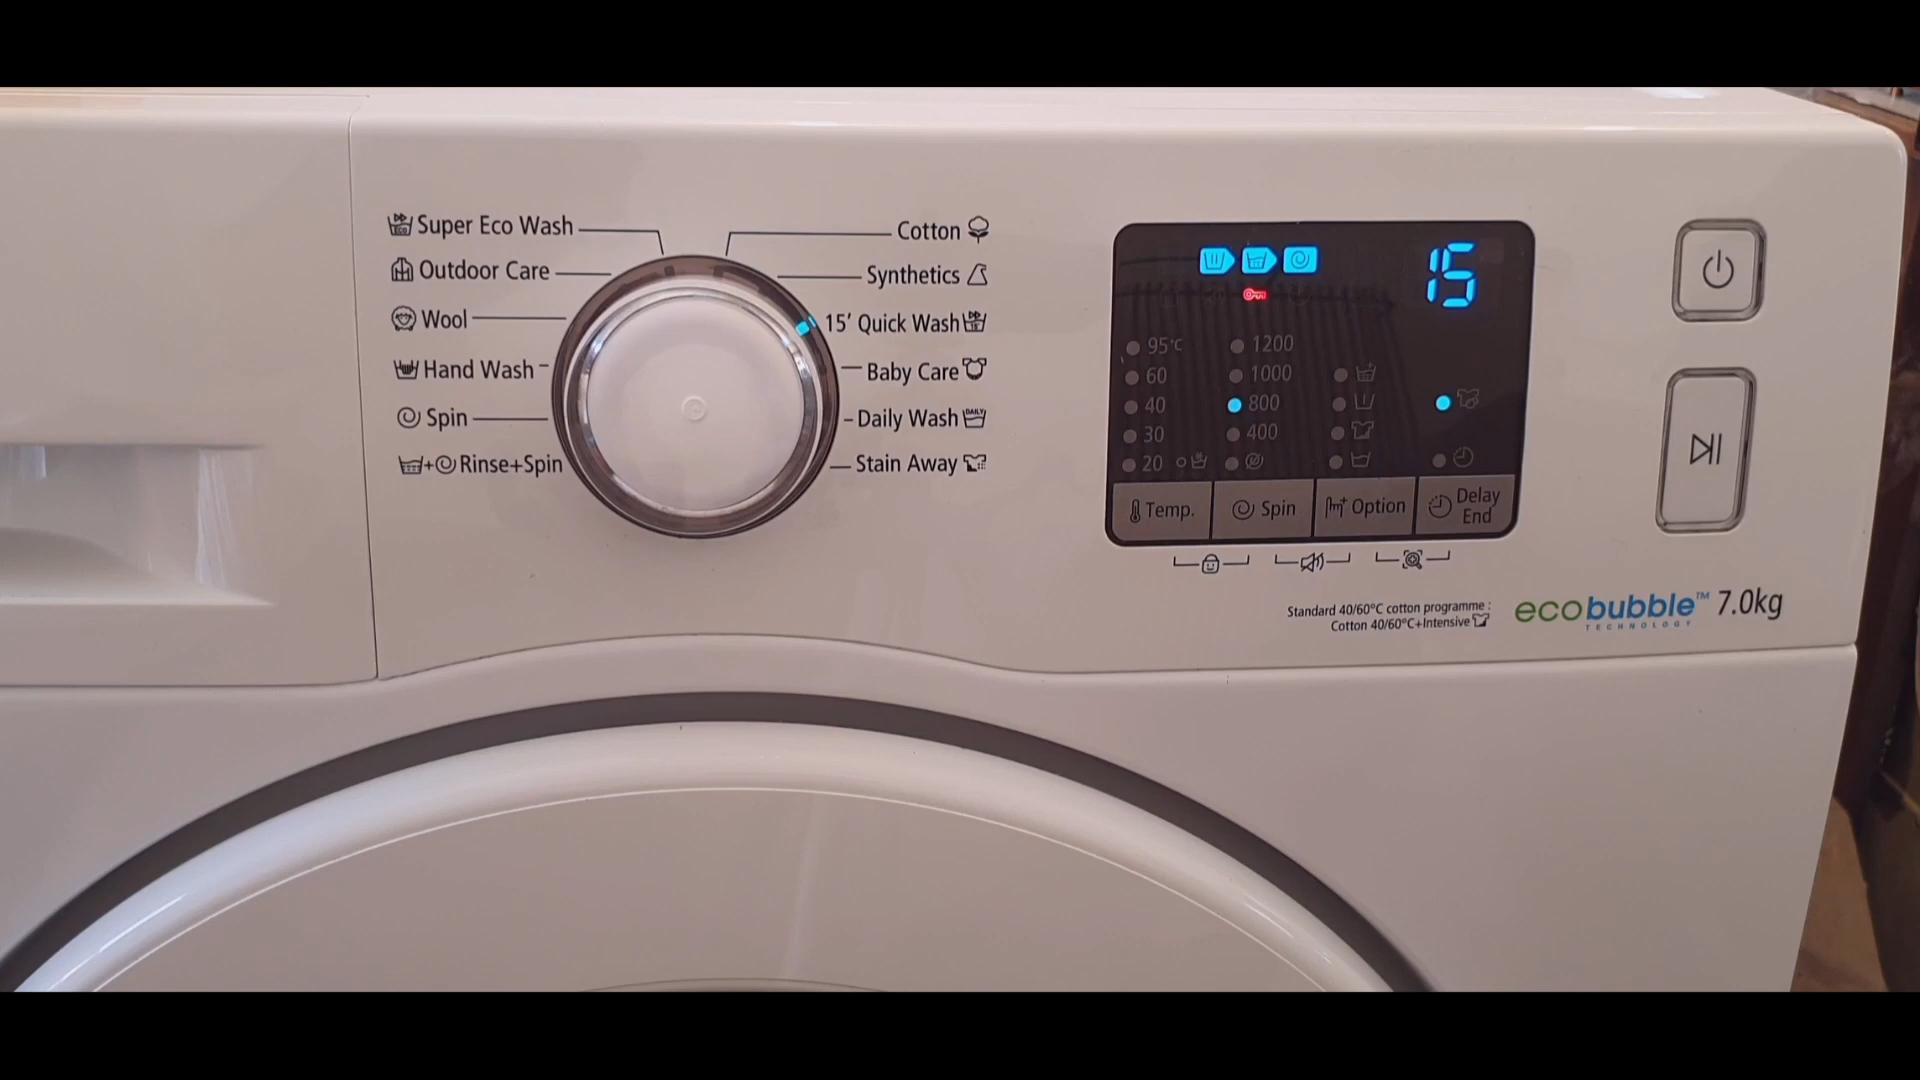 Super Eco Wash
Outdoor Care
Wool
Hand Wash
Spin
+ Rinse+Spin
Cotton
Synthetics
15’ Quick Wash
Baby Care
Daily Wash
Stain Away
15
95°C
60
40
30
20
1200
1000
800
400
Temp.
Spin
Option
Delay
End
Standard 40/60°C cotton programme :
Cotton 40/60°C+Intensive
ecobubble™ 7.0kg
TECHNOLOGY